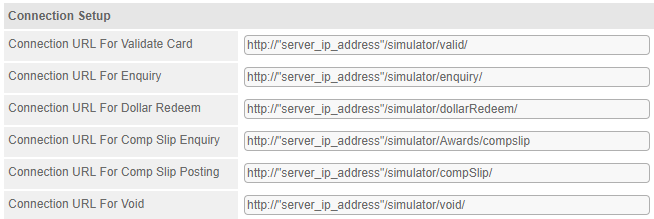 Connection Setup
Connection URL For Validate Card http://"server_ip_address"/simulator/valid/
Connection URL For Enquiry http://"server_ip_address"/simulator/enquiry/
Connection URL For Dollar Redeem http://"server_ip_address"/simulator/dollarRedeem/
Connection URL For Comp Slip Enquiry http://"server_ip_address"/simulator/Awards/compslip
Connection URL For Comp Slip Posting http://"server_ip_address"/simulator/compSlip/
Connection URL For Void http://"server_ip_address"/simulator/void/